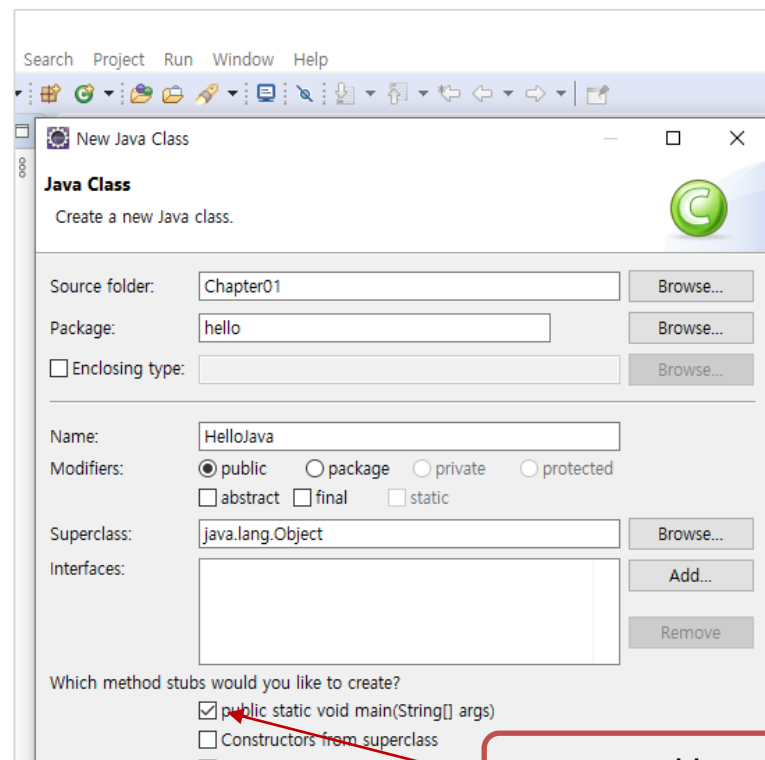 Search Project Run Window Help
New Java Class
Java Class
Create a new Java class.
Source folder: Chapter01 Browse...
Package: hello Browse...
Enclosing type: Browse...
Name: HelloJava
Modifiers: public package private protected
abstract final static
Superclass: java.lang.Object Browse...
Interfaces: Add...
Remove
Which method stubs would you like to create?
public static void main(String[] args)
Constructors from superclass